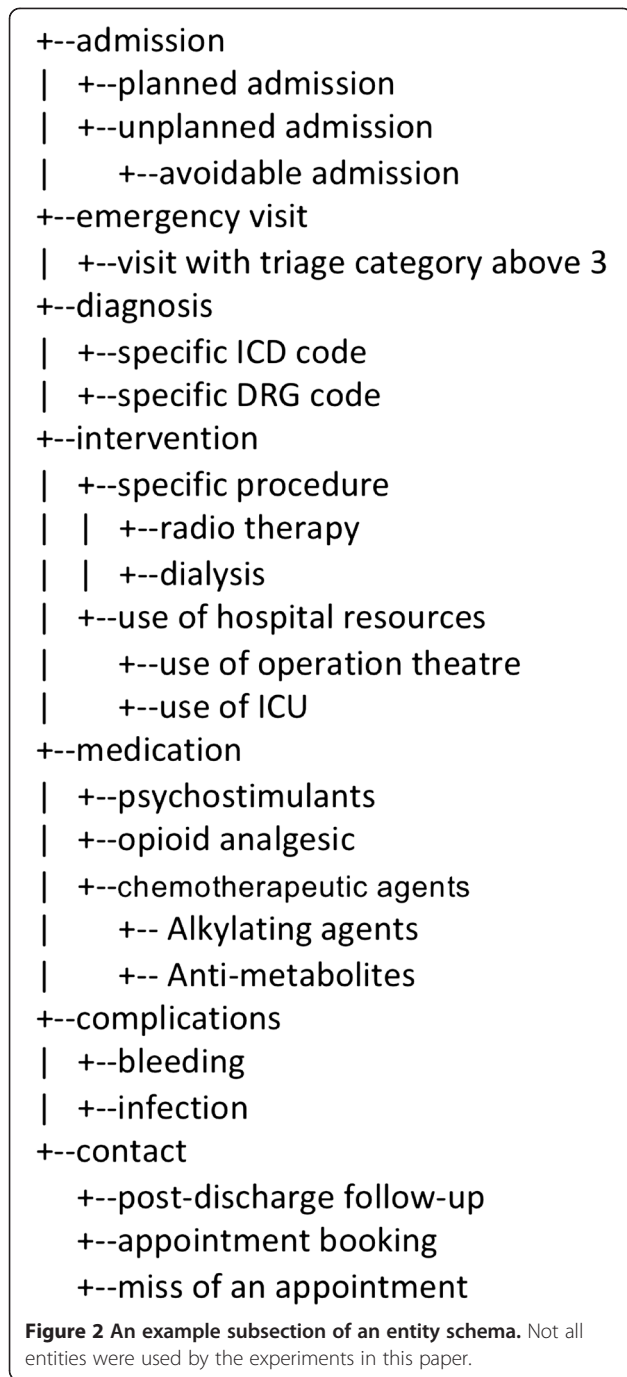 +--admission
|   +--planned admission
|   +--unplanned admission
|       +--avoidable admission
+--emergency visit
|   +--visit with triage category above 3
+--diagnosis
|   +--specific ICD code
|   +--specific DRG code
+--intervention
|   +--specific procedure
|   |   +--radio therapy
|   |   +--dialysis
|   +--use of hospital resources
|       +--use of operation theatre
|       +--use of ICU
+--medication
|   +--psychostimulants
|   +--opioid analgesic
|   +--chemotherapeutic agents
|       +-- Alkylating agents
|       +-- Anti-metabolites
+--complications
|   +--bleeding
|   +--infection
+--contact
    +--post-discharge follow-up
    +--appointment booking
    +--miss of an appointment
Figure 2 An example subsection of an entity schema. Not all
entities were used by the experiments in this paper.